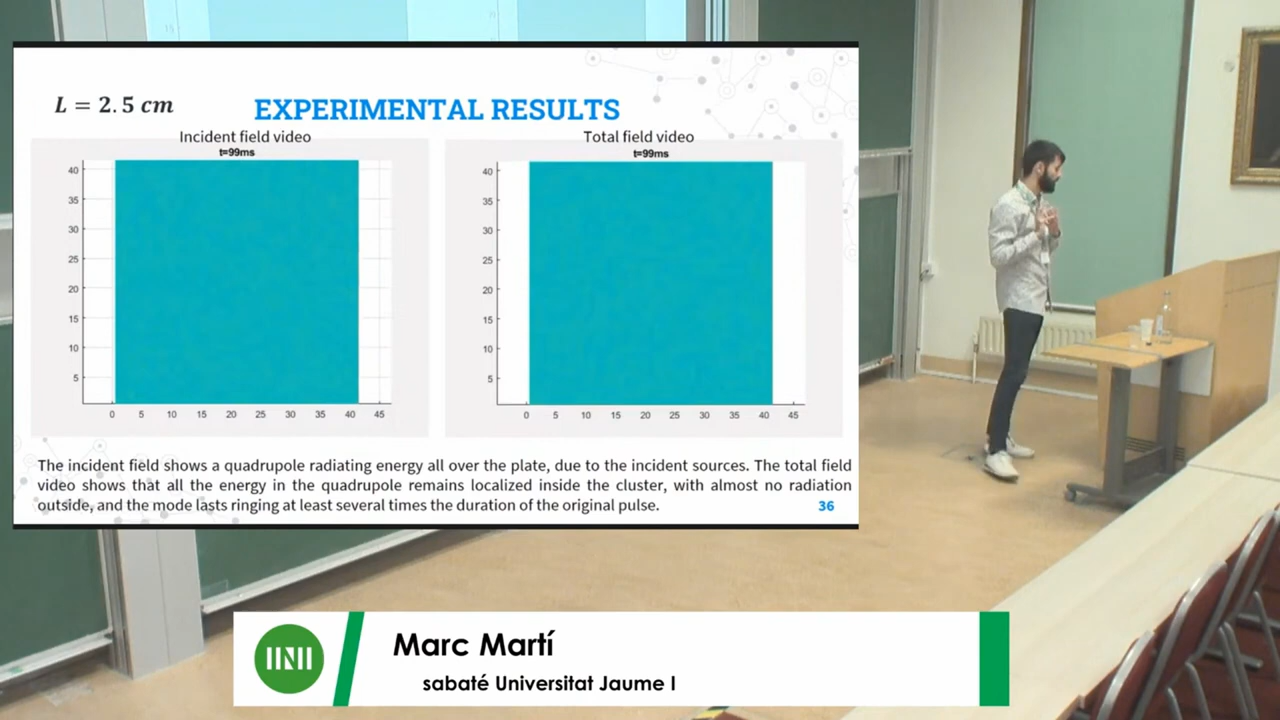 L = 2.5 cm
EXPERIMENTAL RESULTS
Incident field video
t=99ms
40
35
30
25
20
15
10
5
0 5 10 15 20 25 30 35 40 45
Total field video
t=99ms
40
35
30
25
20
15
10
5
0 5 10 15 20 25 30 35 40 45
The incident field shows a quadrupole radiating energy all over the plate, due to the incident sources. The total field
video shows that all the energy in the quadrupole remains localized inside the cluster, with almost no radiation
outside, and the mode lasts ringing at least several times the duration of the original pulse.
36
Marc Martí
sabaté Universitat Jaume I